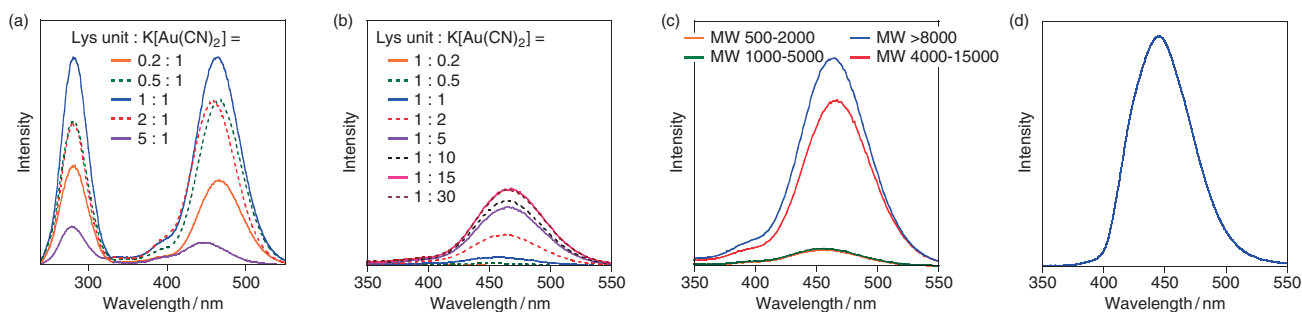 (a)
Lys unit : K[Au(CN)2] =
0.2 : 1
0.5 : 1
1 : 1
2 : 1
5 : 1
Intensity
300 400 500
Wavelength / nm
(b)
Lys unit : K[Au(CN)2] =
1 : 0.2
1 : 0.5
1 : 1
1 : 2
1 : 5
1 : 10
1 : 15
1 : 30
Intensity
350 400 450 500 550
Wavelength / nm
(c)
MW 500-2000 MW >8000
MW 1000-5000 MW 4000-15000
Intensity
350 400 450 500 550
Wavelength / nm
(d)
Intensity
350 400 450 500 550
Wavelength / nm